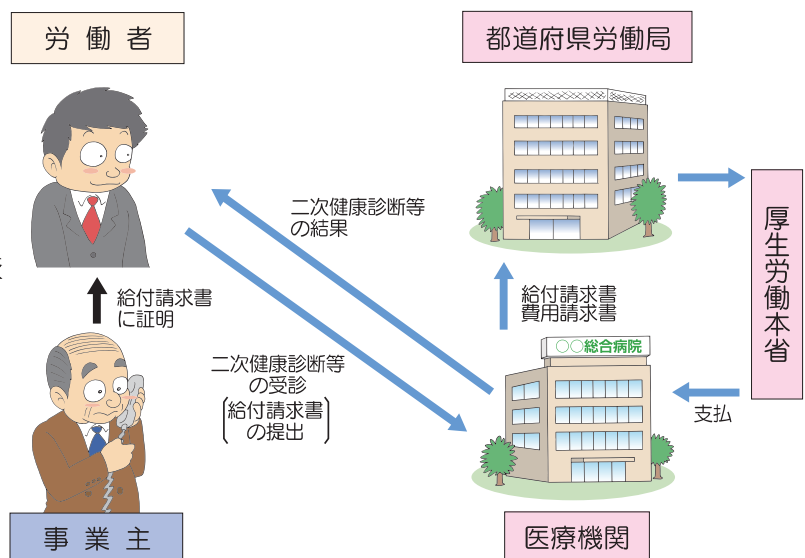 労働者
都道府県労働局
二次健康診断等
の結果
厚生労働本省
給付請求書
に証明
給付請求書
費用請求書
○○総合病院
二次健康診断等
の受診
給付請求書
の提出
支払
事業主
医療機関